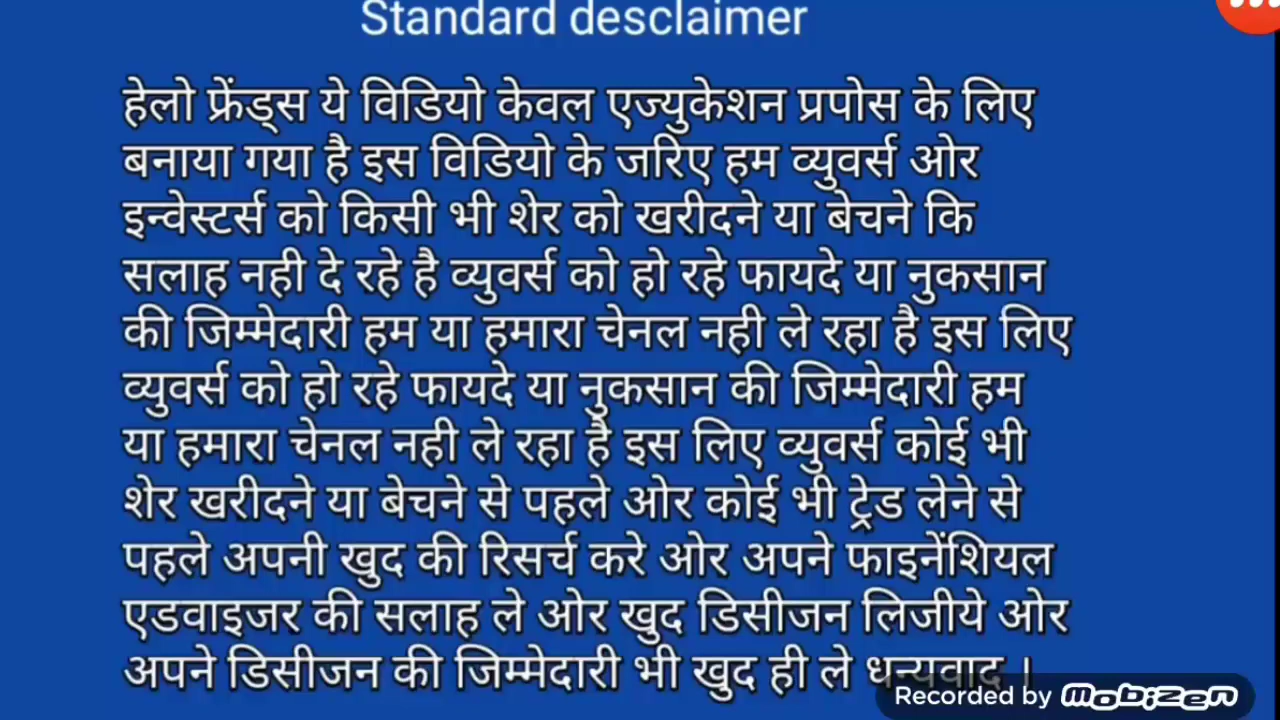 Standard desclaimer
हेलो फ्रेंड्स ये विडियो केवल एज्युकेशन प्रपोस के लिए
बनाया गया है इस विडियो के जरिए हम व्युवर्स ओर
इन्वेस्टर्स को किसी भी शेर को खरीदने या बेचने कि
सलाह नही दे रहे है व्युवर्स को हो रहे फायदे या नुकसान
की जिम्मेदारी हम या हमारा चेनल नही ले रहा है इस लिए
व्युवर्स को हो रहे फायदे या नुकसान की जिम्मेदारी हम
या हमारा चेनल नही ले रहा है इस लिए व्युवर्स कोई भी
शेर खरीदने या बेचने से पहले ओर कोई भी ट्रेड लेने से
पहले अपनी खुद की रिसर्च करे ओर अपने फाइनेंशियल
एडवाइजर की सलाह ले ओर खुद डिसीजन लिजीये ओर
अपने डिसीजन की जिम्मेदारी भी खुद ही ले धन्यवाद ।
Recorded by mobizen